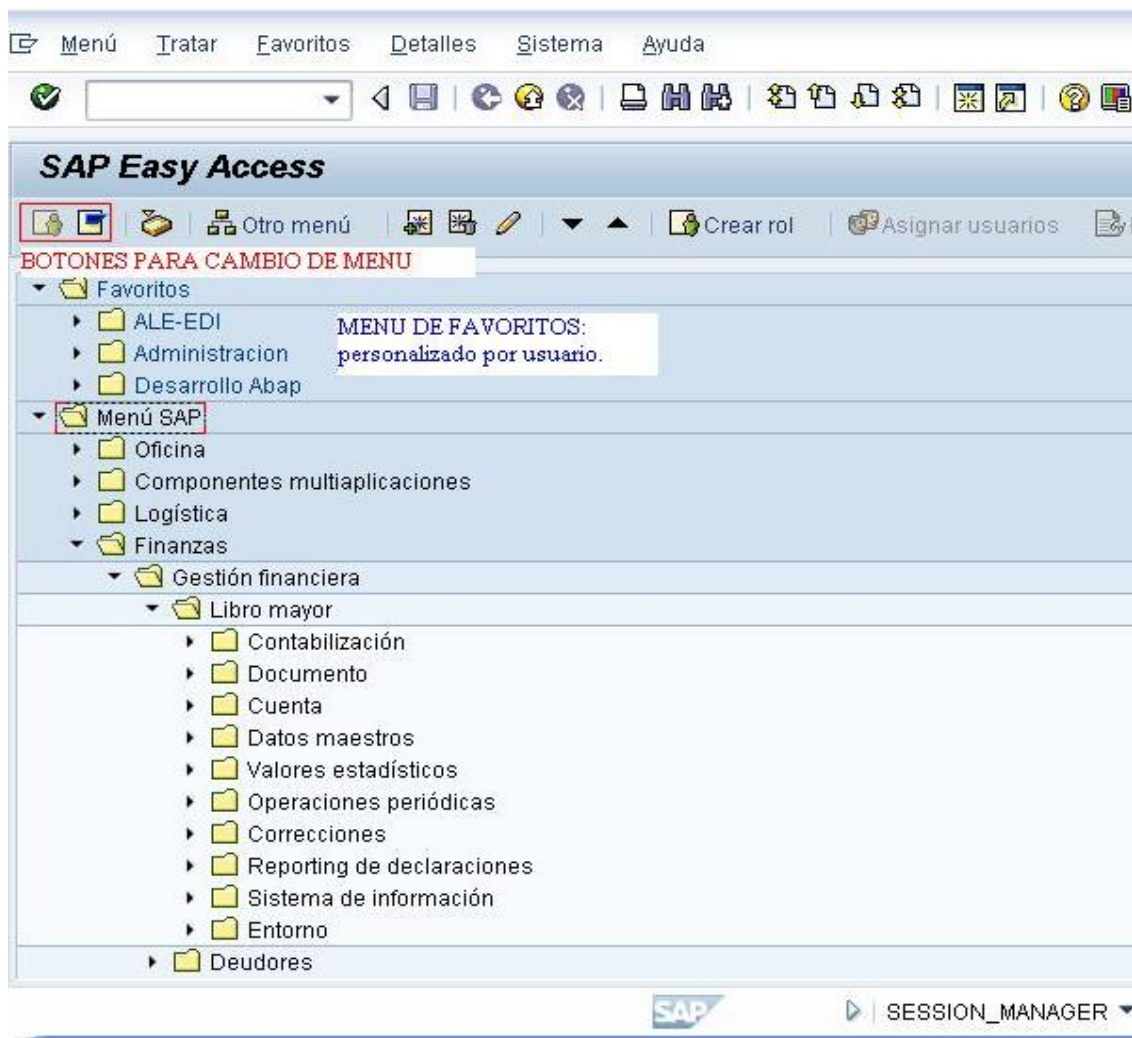 Menú Tratar Favoritos Detalles Sistema Ayuda
SAP Easy Access
Otro menú Crear rol Asignar usuarios
BOTONES PARA CAMBIO DE MENU
Favoritos
ALE-EDI
MENU DE FAVORITOS:
Administracion
personalizado por usuario.
Desarrollo Abap
Menú SAP
Oficina
Componentes multiaplicaciones
Logística
Finanzas
Gestión financiera
Libro mayor
Contabilización
Documento
Cuenta
Datos maestros
Valores estadísticos
Operaciones periódicas
Correcciones
Reporting de declaraciones
Sistema de información
Entorno
Deudores
SAP SESSION_MANAGER